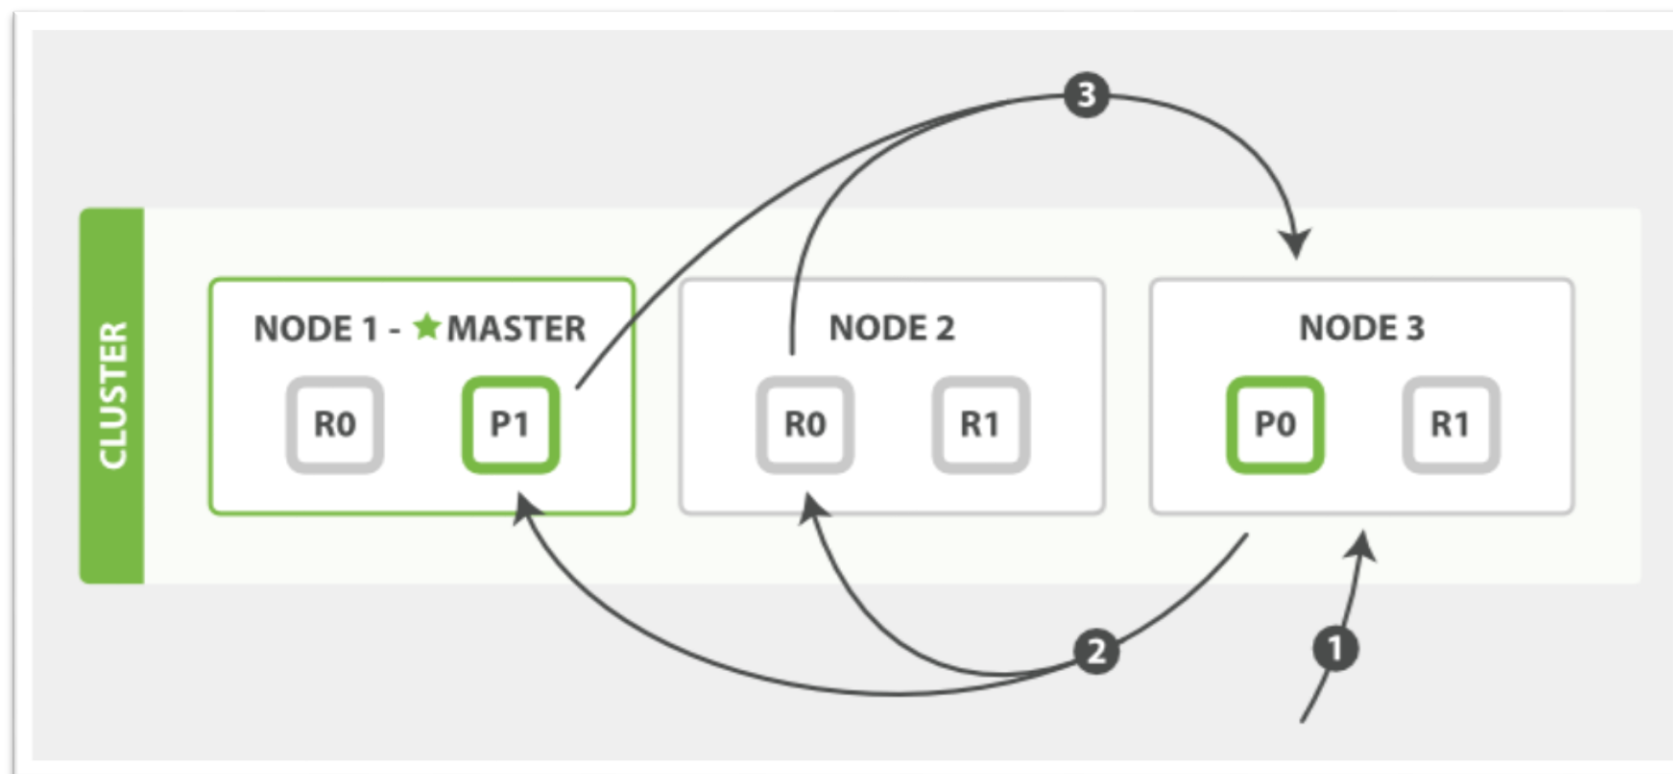 3
CLUSTER
NODE 1 - ★ MASTER
R0
P1
NODE 2
R0
R1
NODE 3
P0
R1
2
1